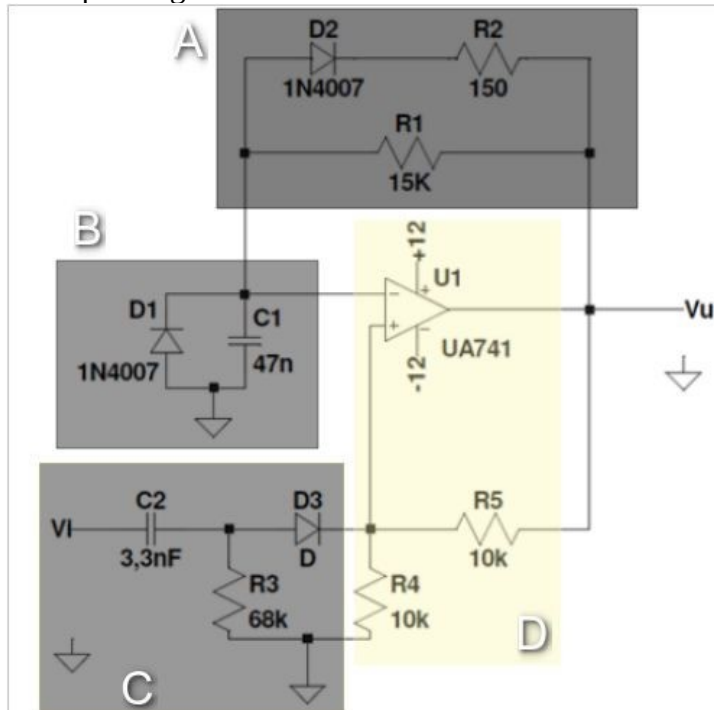 A
D2
R2
1N4007
150
R1
15K
B
+12
U1
D1
C1
1N4007
47n
-12
UA741
Vu
C2
D3
R5
VI
3,3nF
D
10k
R3
R4
68k
10k
D
C